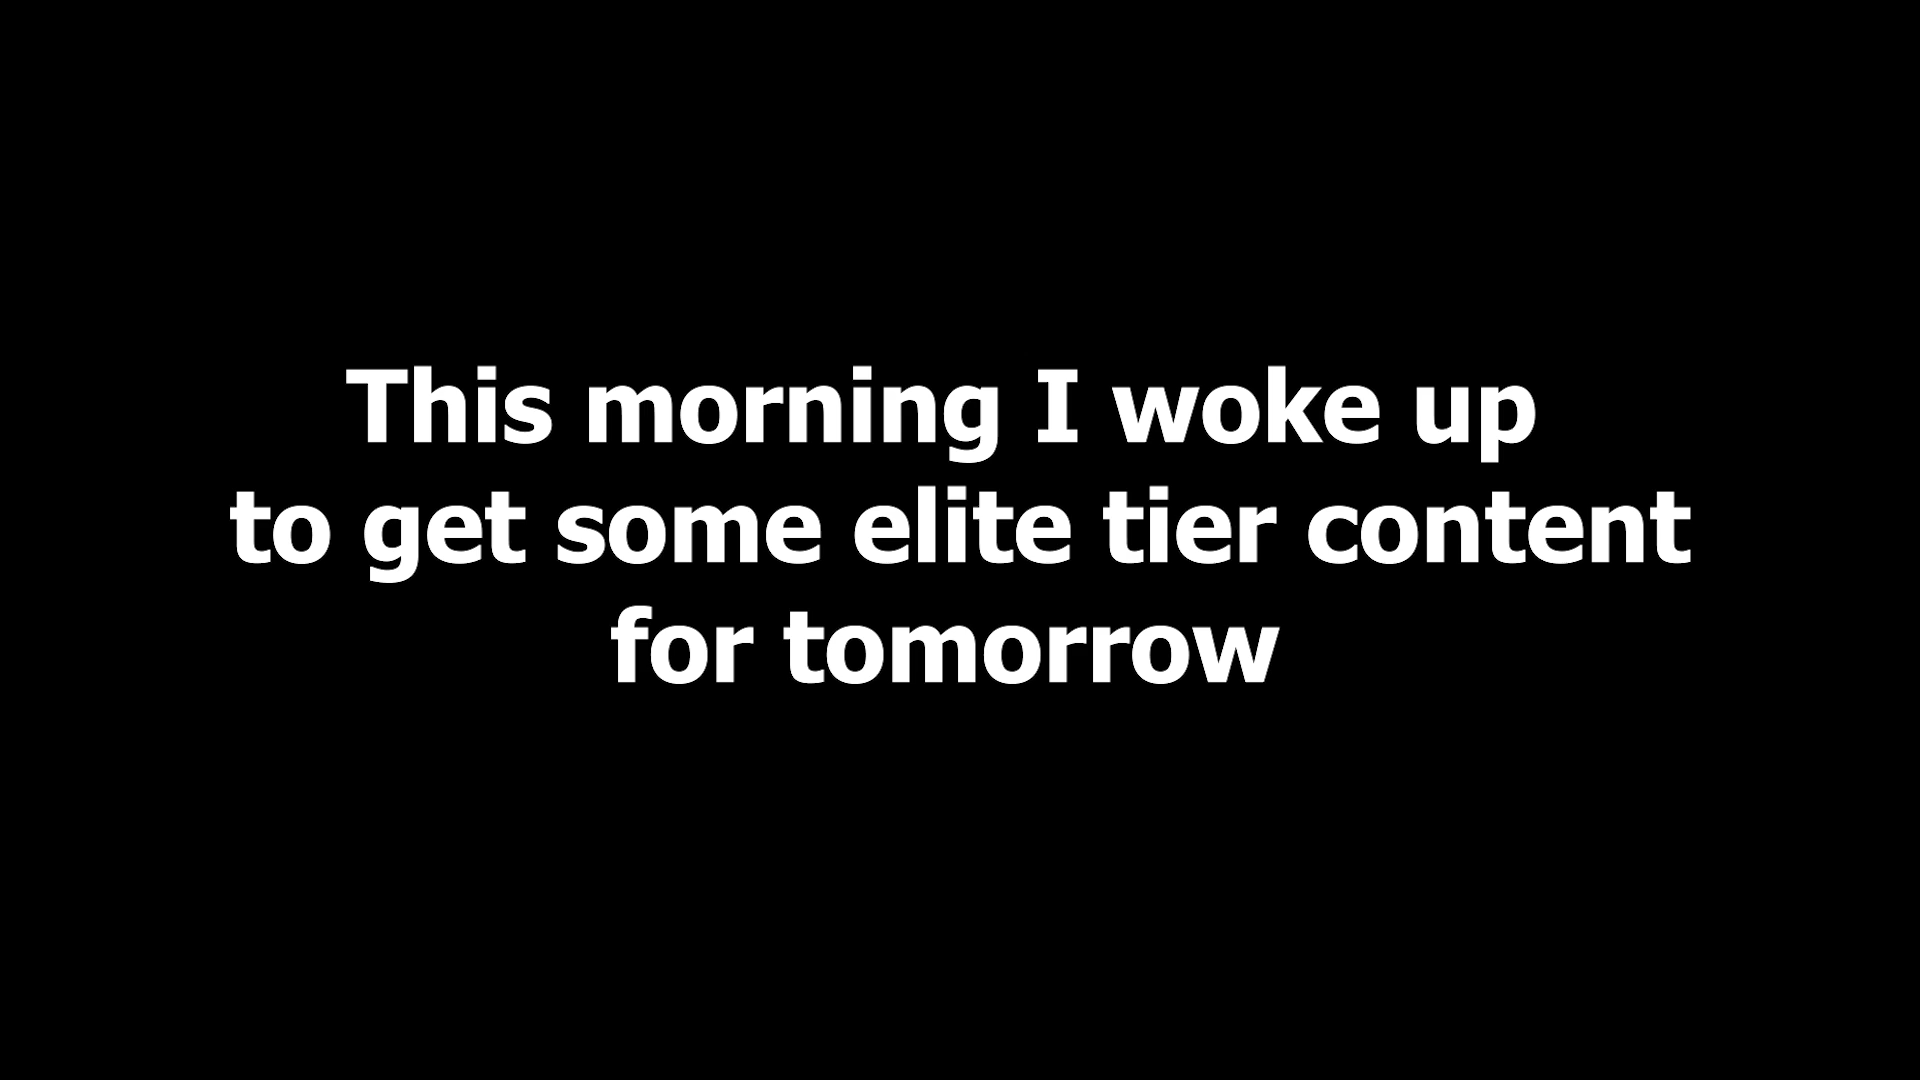 This morning I woke up
to get some elite tier content
for tomorrow